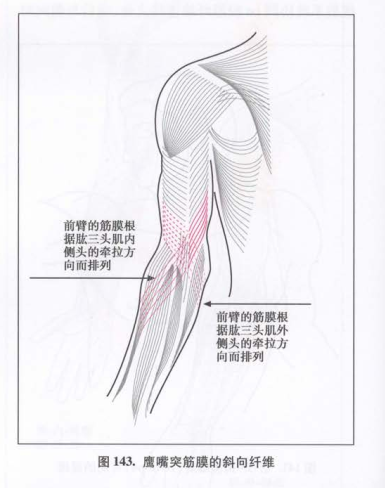 前臂的筋膜根
据肱三头肌内
侧头的牵拉方
向而排列
前臂的筋膜根
据肱三头肌外
侧头的牵拉方
向而排列
图 143. 鹰嘴突筋膜的斜向纤维